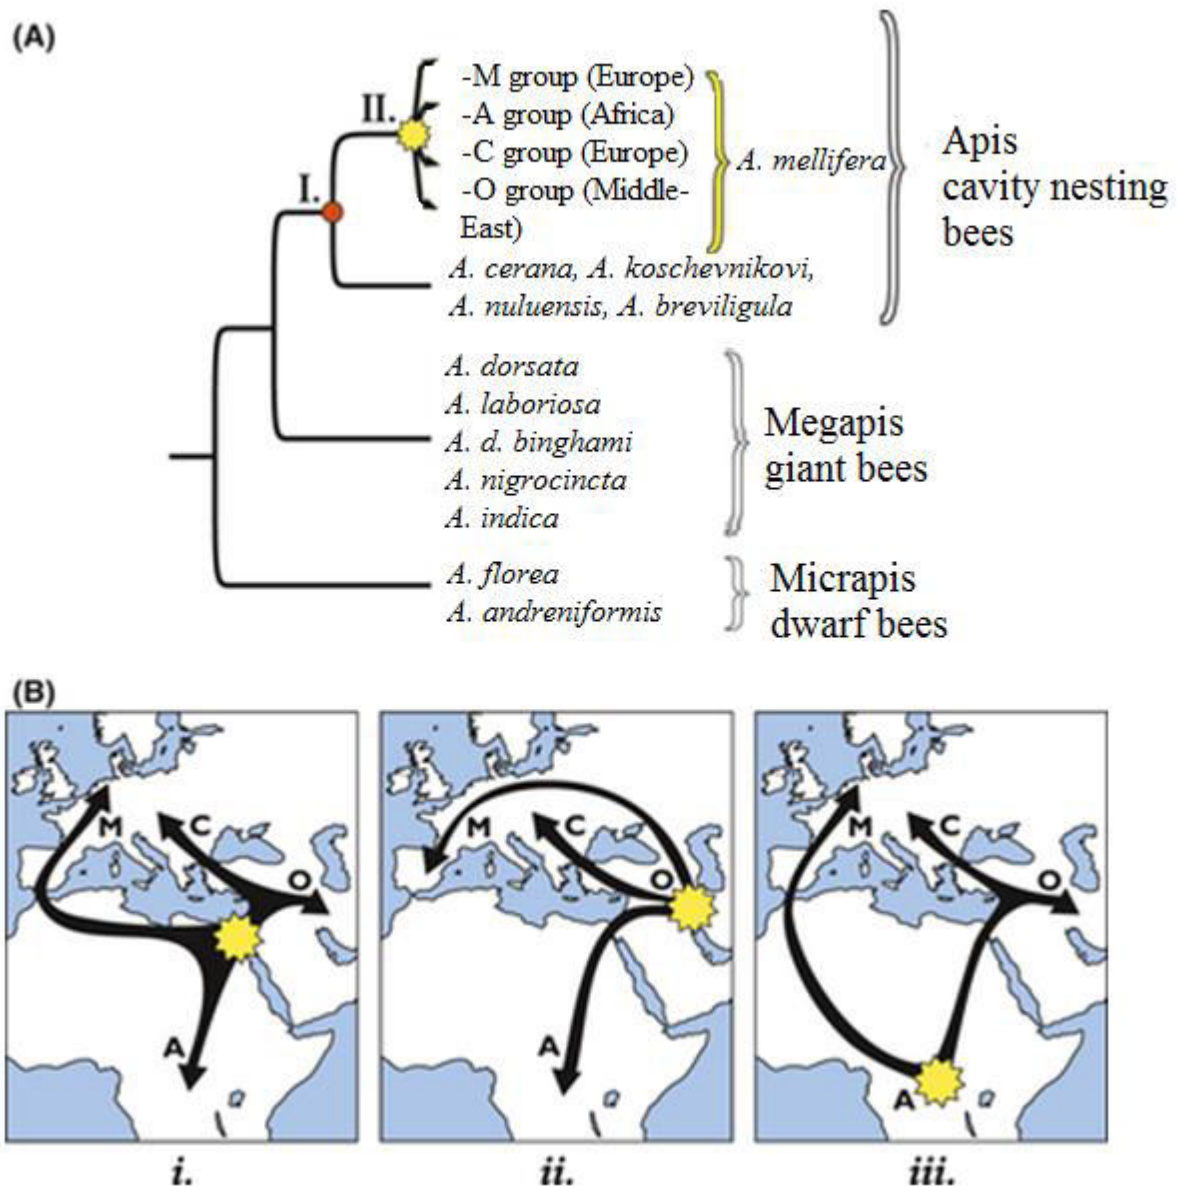 (A)
II.
I.
-M group (Europe)
-A group (Africa)
-C group (Europe)
-O group (Middle-
East)
A. mellifera
Apis
cavity nesting
bees
A. cerana, A. koschevnikovi,
A. nuluensis, A. breviligula
A. dorsata
A. laboriosa
A. d. binghami
A. nigrocincta
A. indica
Megapis
giant bees
A. florea
A. andreniformis
Micrapis
dwarf bees
(B)
M
C
O
A
i.
M
C
O
A
ii.
M
C
O
A
iii.